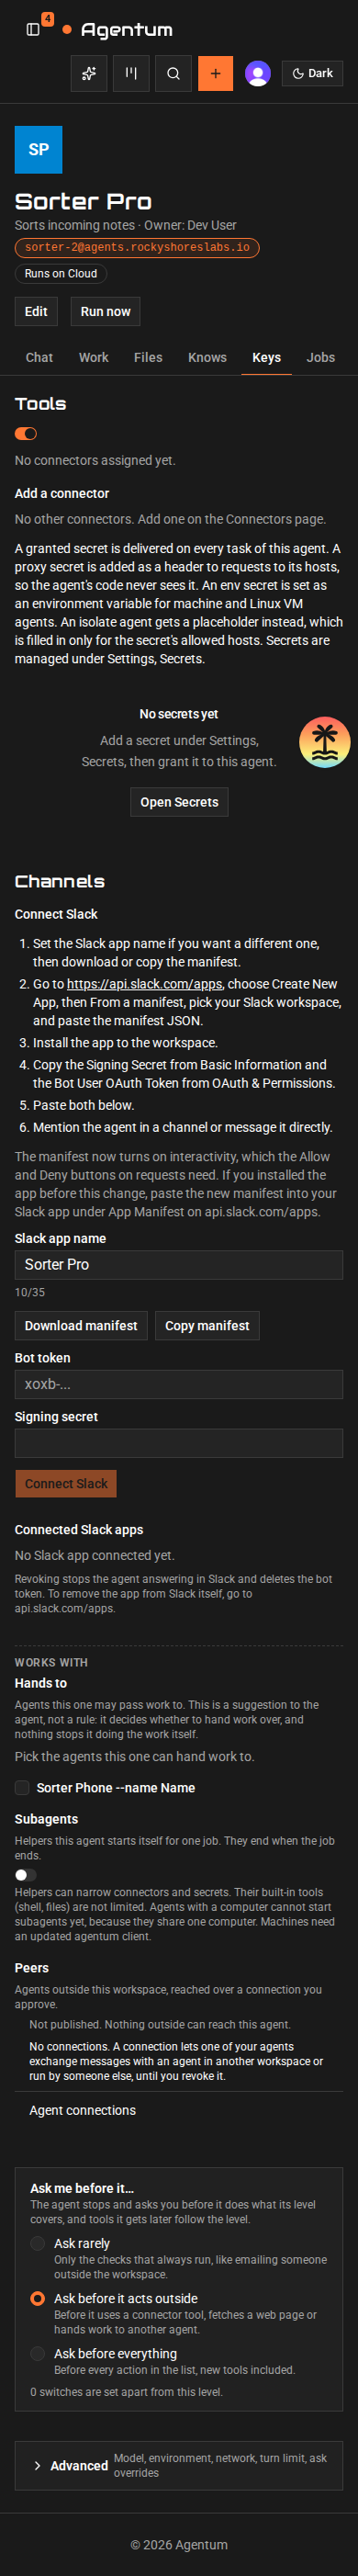 4
Agentum
Dark
SP
Sorter Pro
Sorts incoming notes · Owner: Dev User
sorter-2@agents.rockyshoreslabs.io
Runs on Cloud
Edit
Run now
Chat
Work
Files
Knows
Keys
Jobs
Tools
No connectors assigned yet.
Add a connector
No other connectors. Add one on the Connectors page.
A granted secret is delivered on every task of this agent. A
proxy secret is added as a header to requests to its hosts,
so the agent's code never sees it. An env secret is set as
an environment variable for machine and Linux VM
agents. An isolate agent gets a placeholder instead, which
is filled in only for the secret's allowed hosts. Secrets are
managed under Settings, Secrets.
No secrets yet
Add a secret under Settings,
Secrets, then grant it to this agent.
Open Secrets
Channels
Connect Slack
1. Set the Slack app name if you want a different one,
then download or copy the manifest.
2. Go to https://api.slack.com/apps, choose Create New
App, then From a manifest, pick your Slack workspace,
and paste the manifest JSON.
3. Install the app to the workspace.
4. Copy the Signing Secret from Basic Information and
the Bot User OAuth Token from OAuth & Permissions.
5. Paste both below.
6. Mention the agent in a channel or message it directly.
The manifest now turns on interactivity, which the Allow
and Deny buttons on requests need. If you installed the
app before this change, paste the new manifest into your
Slack app under App Manifest on api.slack.com/apps.
Slack app name
Sorter Pro
10/35
Download manifest
Copy manifest
Bot token
xoxb-...
Signing secret
Connect Slack
Connected Slack apps
No Slack app connected yet.
Revoking stops the agent answering in Slack and deletes the bot
token. To remove the app from Slack itself, go to
api.slack.com/apps.
WORKS WITH
Hands to
Agents this one may pass work to. This is a suggestion to the
agent, not a rule: it decides whether to hand work over, and
nothing stops it doing the work itself.
Pick the agents this one can hand work to.
Sorter Phone --name Name
Subagents
Helpers this agent starts itself for one job. They end when the job
ends.
Helpers can narrow connectors and secrets. Their built-in tools
(shell, files) are not limited. Agents with a computer cannot start
subagents yet, because they share one computer. Machines need
an updated agentum client.
Peers
Agents outside this workspace, reached over a connection you
approve.
Not published. Nothing outside can reach this agent.
No connections. A connection lets one of your agents
exchange messages with an agent in another workspace or
run by someone else, until you revoke it.
Agent connections
Ask me before it…
The agent stops and asks you before it does what its level
covers, and tools it gets later follow the level.
Ask rarely
Only the checks that always run, like emailing someone
outside the workspace.
Ask before it acts outside
Before it uses a connector tool, fetches a web page or
hands work to another agent.
Ask before everything
Before every action in the list, new tools included.
0 switches are set apart from this level.
Advanced
Model, environment, network, turn limit, ask
overrides
© 2026 Agentum